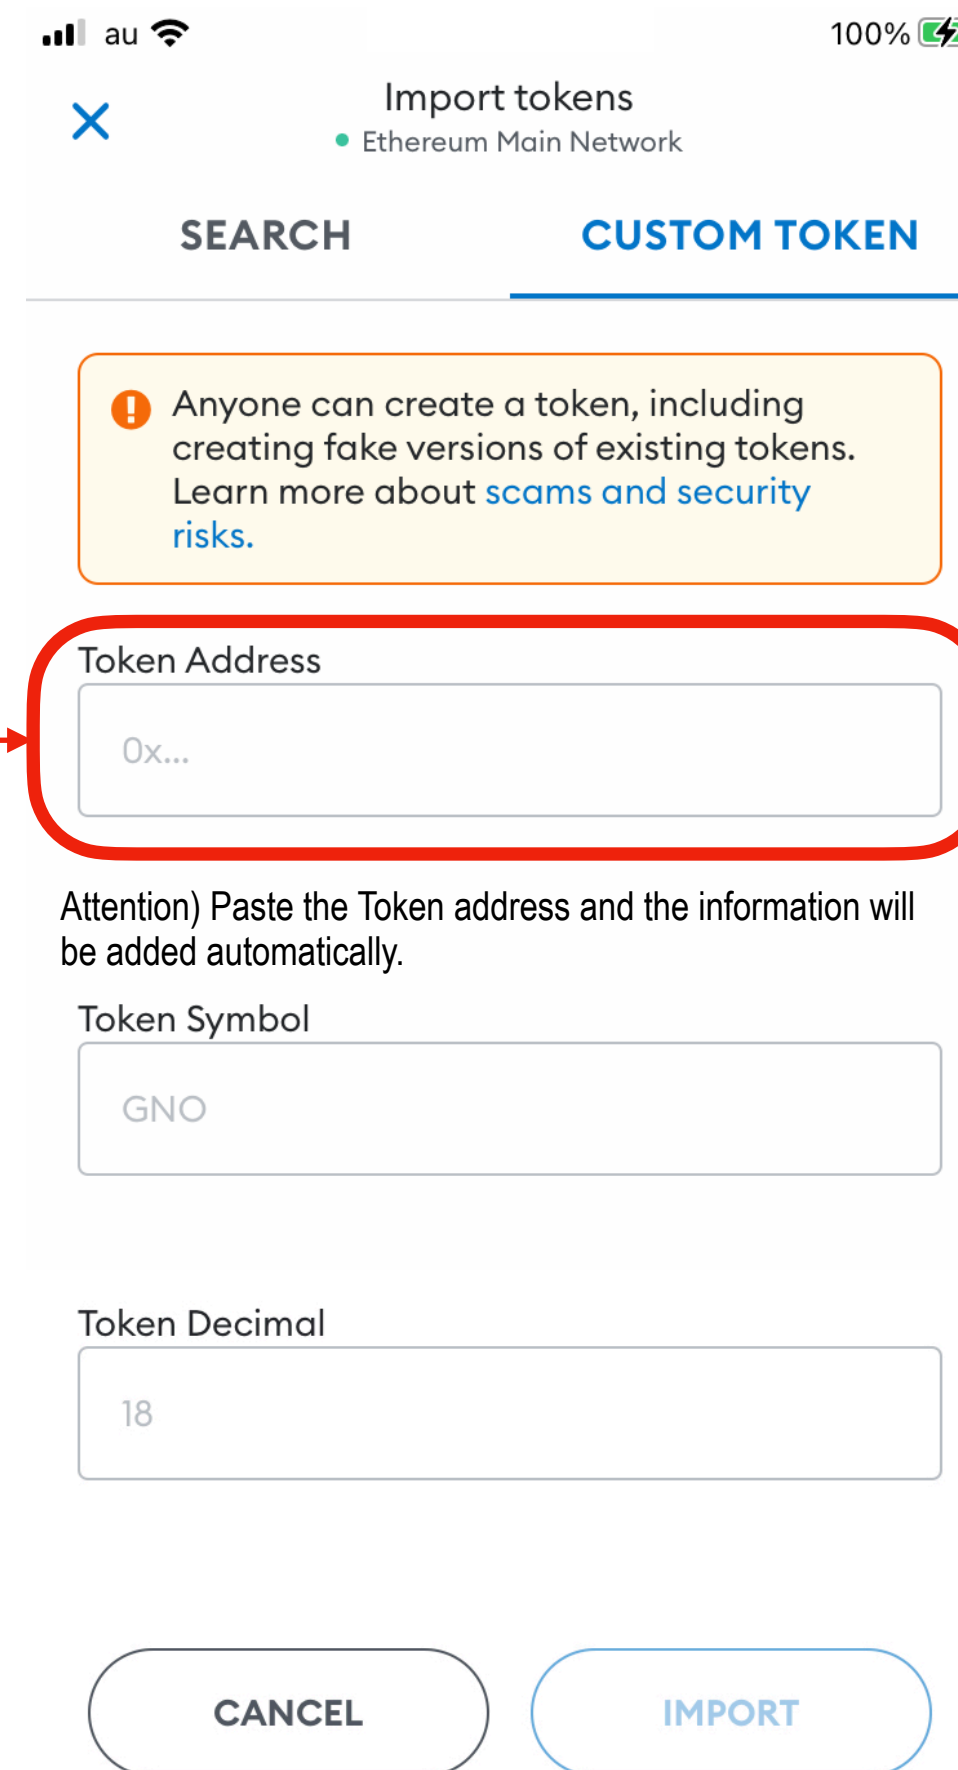 au 100%
Import tokens
Ethereum Main Network
SEARCH CUSTOM TOKEN
Anyone can create a token, including
creating fake versions of existing tokens.
Learn more about scams and security
risks.
Token Address
0x...
Attention) Paste the Token address and the information will
be added automatically.
Token Symbol
GNO
Token Decimal
18
CANCEL IMPORT